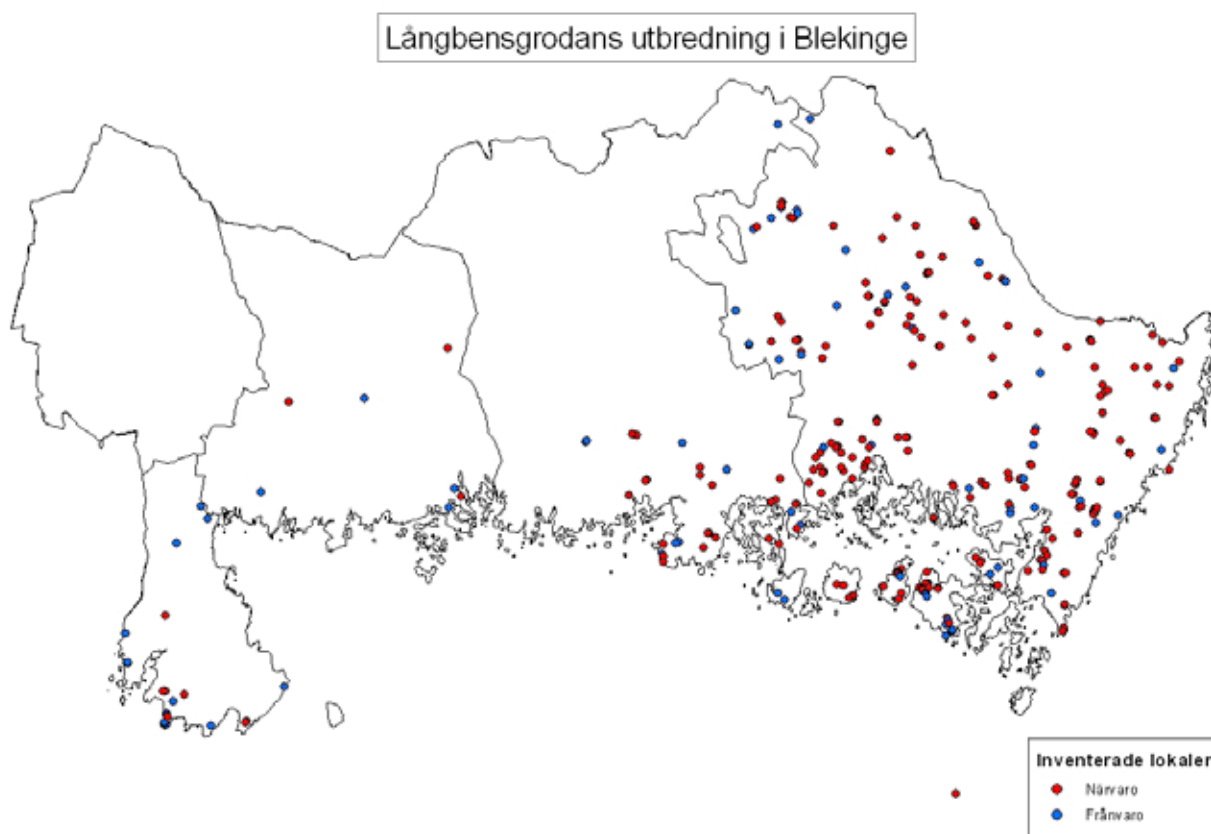 Långbensgrodans utbredning i Blekinge
Inventerade lokaler
Närvaro
Frånvaro